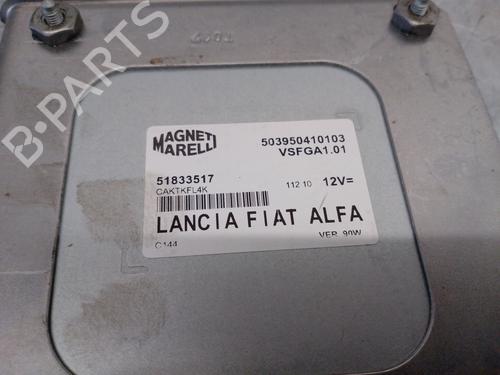 B-PARTS
MAGNETI
MARELLI
503950410103
VSFGA1.01
51833517
CAKTKFL4K
112 10 12V=
LANCIA FIAT ALFA
C144
VER. 90W